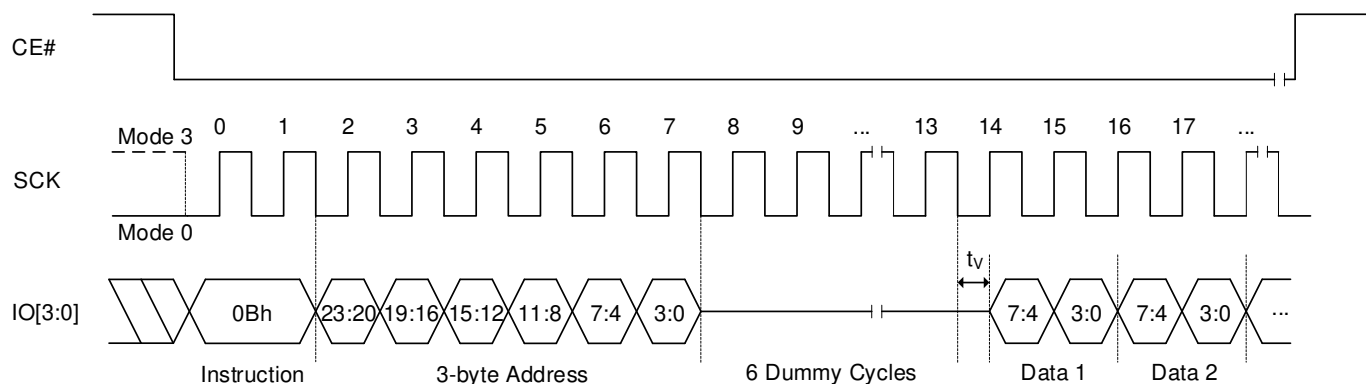 CE#
0 1 2 3 4 5 6 7 8 9 ... 13 14 15 16 17 ...
Mode 3
SCK
Mode 0
tV
IO[3:0] 0Bh 23:20 19:16 15:12 11:8 7:4 3:0 7:4 3:0 7:4 3:0 ...
Instruction 3-byte Address 6 Dummy Cycles Data 1 Data 2